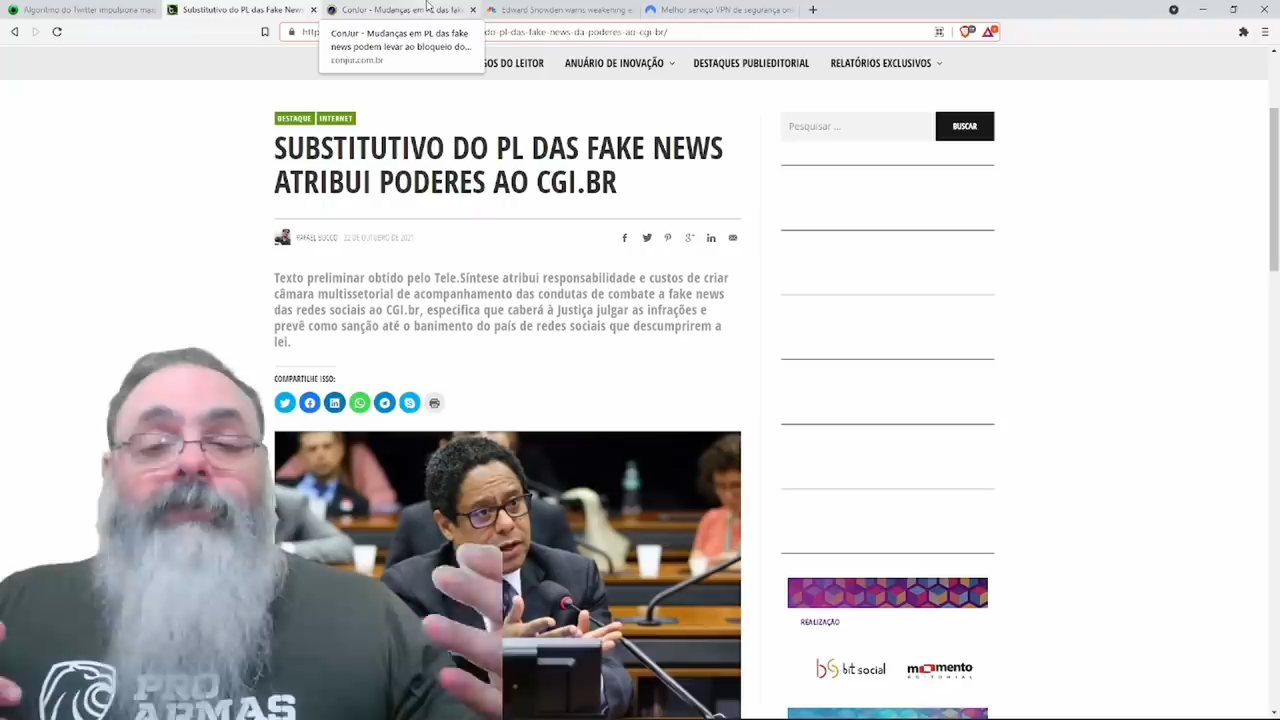 Algoritmo do Twitter impulsiona mais
Substitutivo do PL das Fake News
ConJur - Mudanças em PL das fake
Edward Snowden warns weakening e
Melhor serviço VPN de segurança onl
ConJur - Mudanças em PL das fake
news podem levar ao bloqueio do...
conjur.com.br
do-pl-das-fake-news-da-poderes-ao-cgi-br/
GOS DO LEITOR
ANUÁRIO DE INOVAÇÃO
DESTAQUES PUBLIEDITORIAL
RELATÓRIOS EXCLUSIVOS
DESTAQUE INTERNET
SUBSTITUTIVO DO PL DAS FAKE NEWS
ATRIBUI PODERES AO CGI.BR
Pesquisar ...
BUSCAR
RAFAEL BUCCO 22 DE OUTUBRO DE 2021
Texto preliminar obtido pelo Tele.Síntese atribui responsabilidade e custos de criar
câmara multissetorial de acompanhamento das condutas de combate a fake news
das redes sociais ao CGI.br, especifica que caberá à Justiça julgar as infrações e
prevê como sanção até o banimento do país de redes sociais que descumprirem a
lei.
COMPARTILHE ISSO:
REALIZAÇÃO
bs bit social
momento
EDITORIAL
PRO
ARMAS